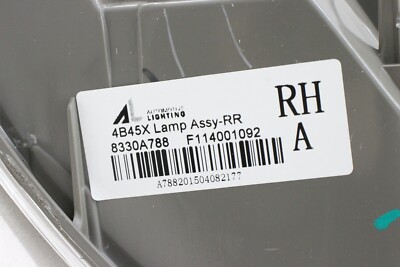 AL AUTOMOTIVE
LIGHTING
4B45X Lamp Assy-RR
8330A788 F114001092
RH
A
A788201504082177